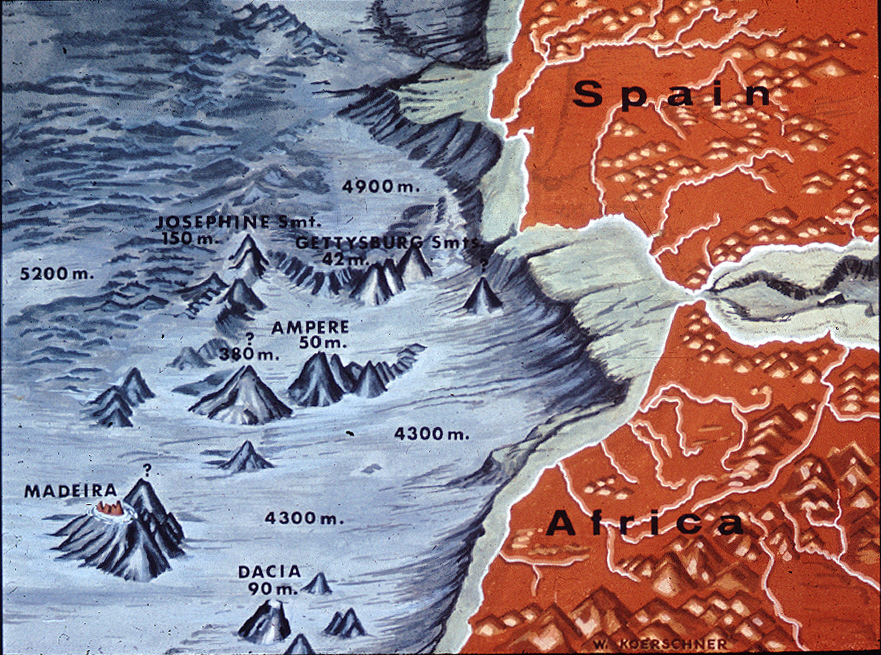 Spain
4900 m.
JOSEPHINE Smt.
150 m.
GETTYSBURG Smts.
42 m.
?
5200 m.
AMPERE
50 m.
?
380 m.
4300 m.
?
MADEIRA
4300 m.
Africa
DACIA
90 m.
W. KOERSCHNER